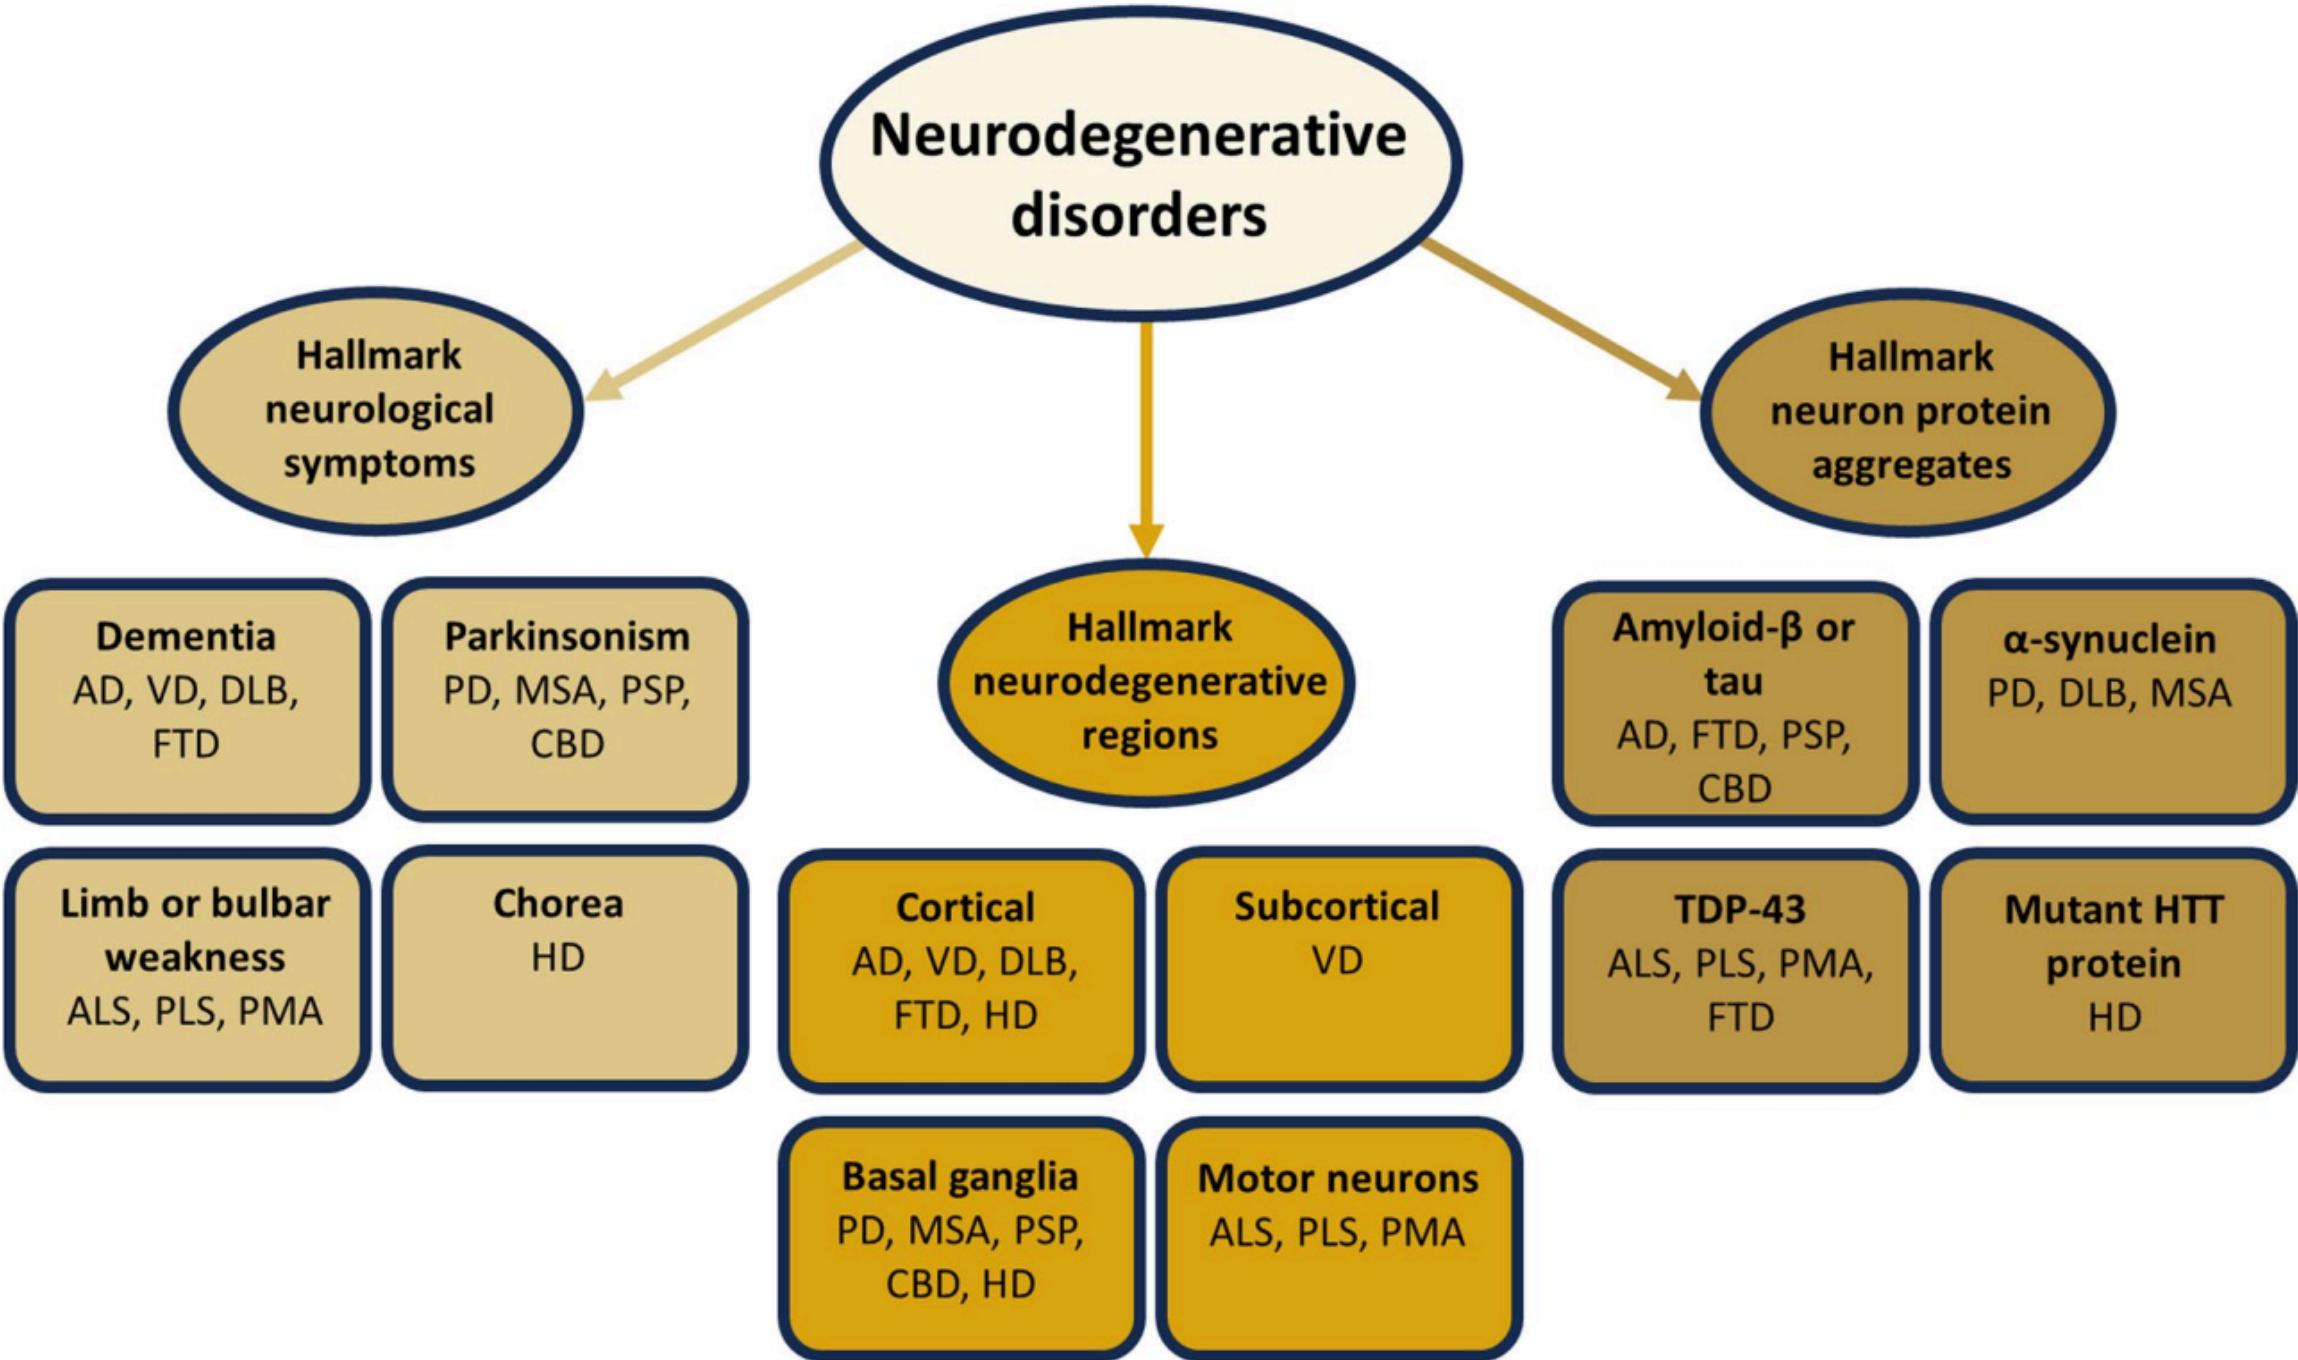 Neurodegenerative
disorders
Hallmark
neurological
symptoms
Dementia
AD, VD, DLB,
FTD
Parkinsonism
PD, MSA, PSP,
CBD
Limb or bulbar
weakness
ALS, PLS, PMA
Chorea
HD
Hallmark
neurodegenerative
regions
Cortical
AD, VD, DLB,
FTD, HD
Subcortical
VD
Basal ganglia
PD, MSA, PSP,
CBD, HD
Motor neurons
ALS, PLS, PMA
Hallmark
neuron protein
aggregates
Amyloid-β or
tau
AD, FTD, PSP,
CBD
α-synuclein
PD, DLB, MSA
TDP-43
ALS, PLS, PMA,
FTD
Mutant HTT
protein
HD